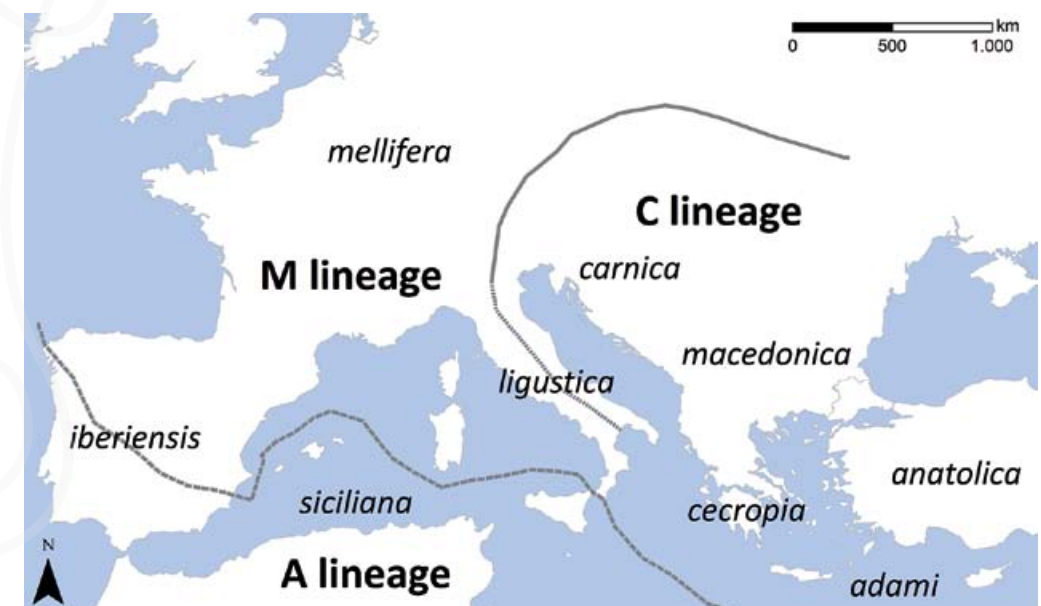 km
0 500 1.000
mellifera
C lineage
carnica
M lineage
macedonica
ligustica
iberiensis
anatolica
siciliana
cecropia
N
A lineage
adami